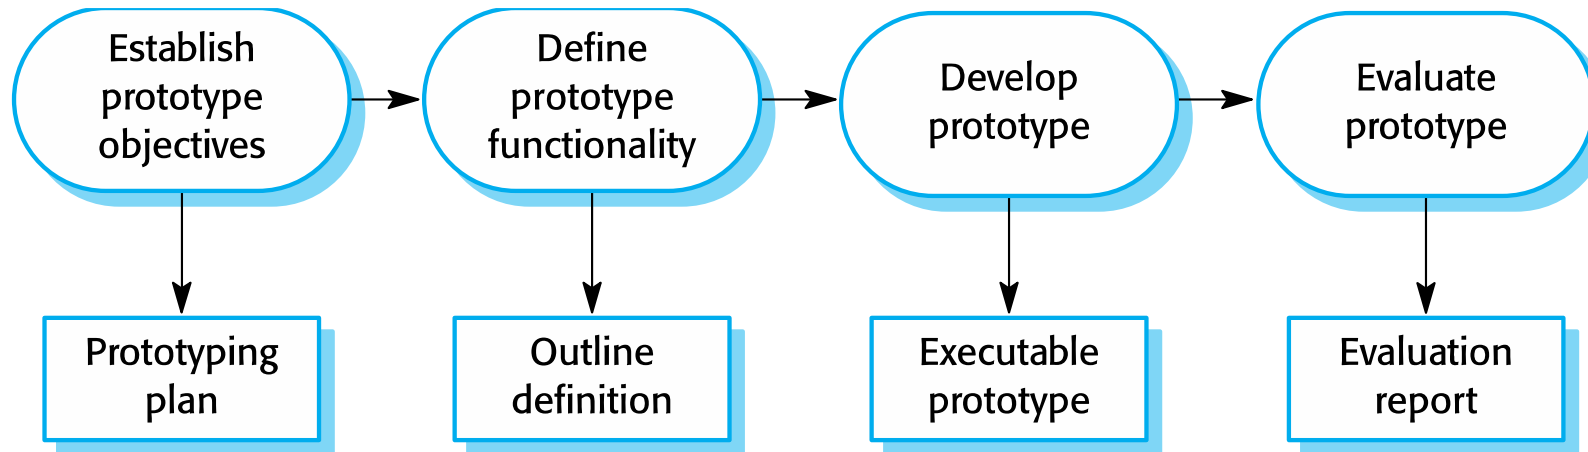 Establish
prototype
objectives
Define
prototype
functionality
Develop
prototype
Evaluate
prototype
Prototyping
plan
Outline
definition
Executable
prototype
Evaluation
report